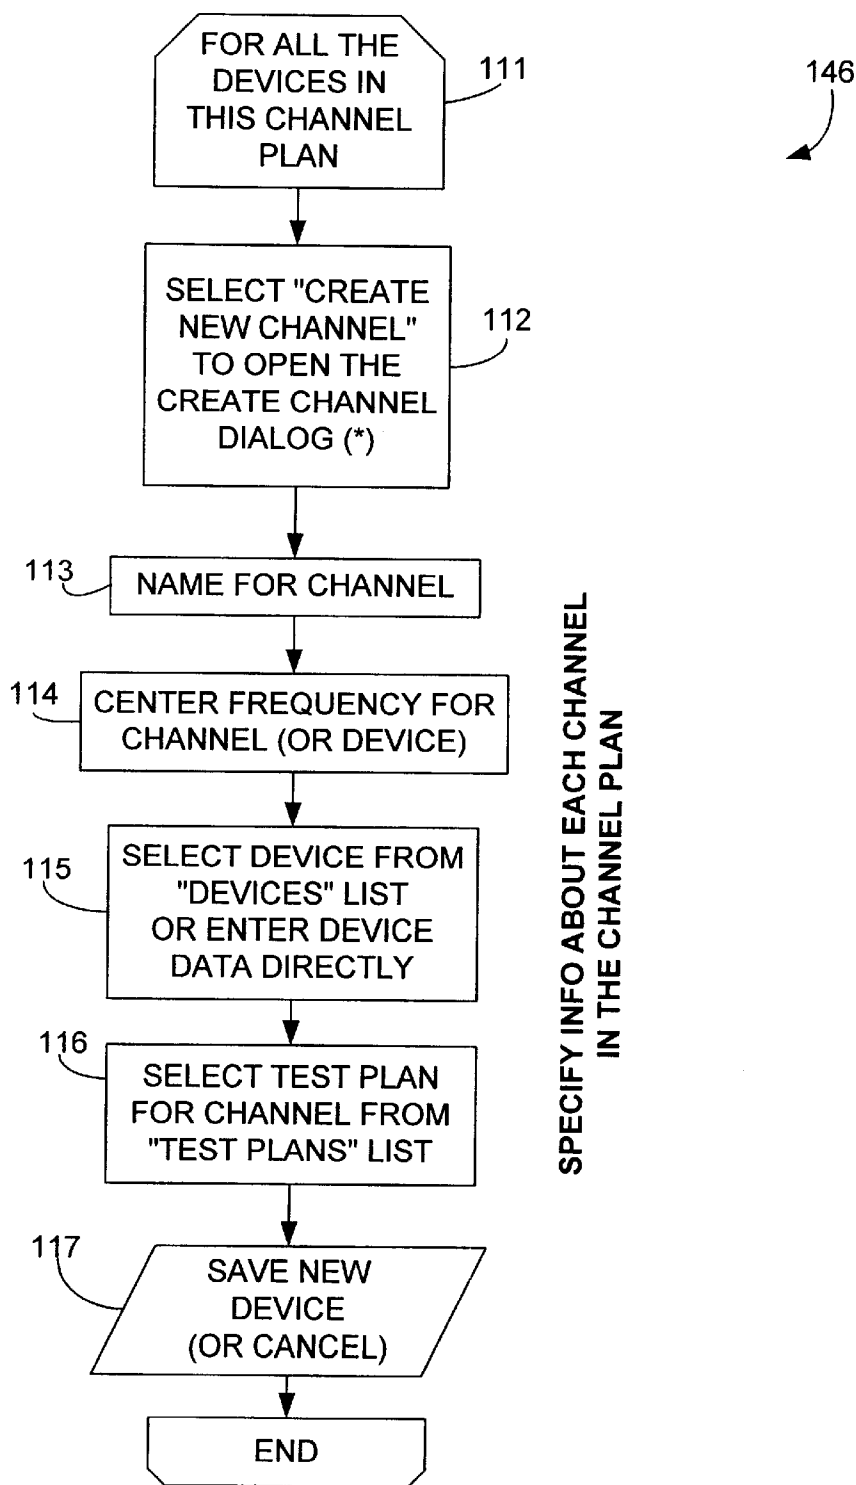 FOR ALL THE
DEVICES IN
THIS CHANNEL
PLAN
111
146
SELECT "CREATE
NEW CHANNEL"
TO OPEN THE
CREATE CHANNEL
DIALOG (*)
112
113
NAME FOR CHANNEL
114
CENTER FREQUENCY FOR
CHANNEL (OR DEVICE)
115
SELECT DEVICE FROM
"DEVICES" LIST
OR ENTER DEVICE
DATA DIRECTLY
116
SELECT TEST PLAN
FOR CHANNEL FROM
"TEST PLANS" LIST
117
SAVE NEW
DEVICE
(OR CANCEL)
END
SPECIFY INFO ABOUT EACH CHANNEL
IN THE CHANNEL PLAN